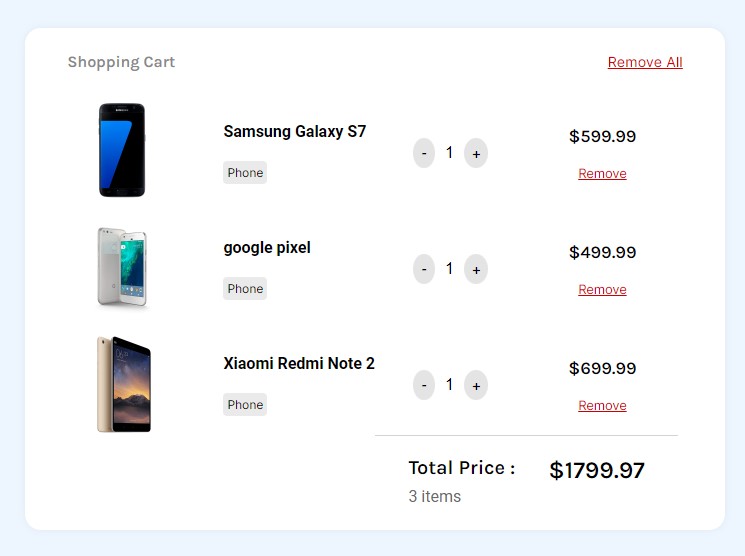 Shopping Cart Remove All
Samsung Galaxy S7
- 1 +
$599.99
Phone
Remove
google pixel
- 1 +
$499.99
Phone
Remove
Xiaomi Redmi Note 2
- 1 +
$699.99
Phone
Remove
Total Price : $1799.97
3 items